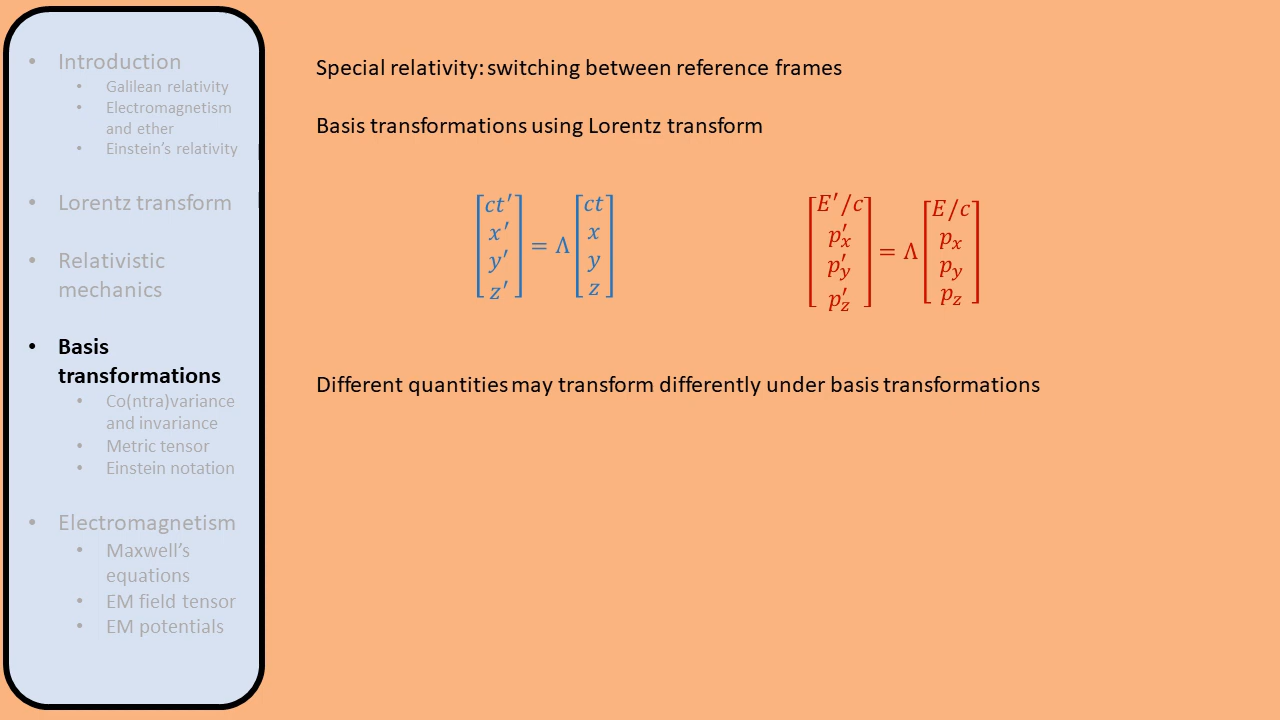 • Introduction
• Galilean relativity
• Electromagnetism
and ether
• Einstein's relativity
• Lorentz transform
• Relativistic
mechanics
• Basis
transformations
• Co(ntra)variance
and invariance
• Metric tensor
• Einstein notation
• Electromagnetism
• Maxwell's
equations
• EM field tensor
• EM potentials
Special relativity: switching between reference frames
Basis transformations using Lorentz transform
[ct′ x′ y′ z′] = Λ [ct x y z]
[E′/c p′x p′y p′z] = Λ [E/c px py pz]
Different quantities may transform differently under basis transformations